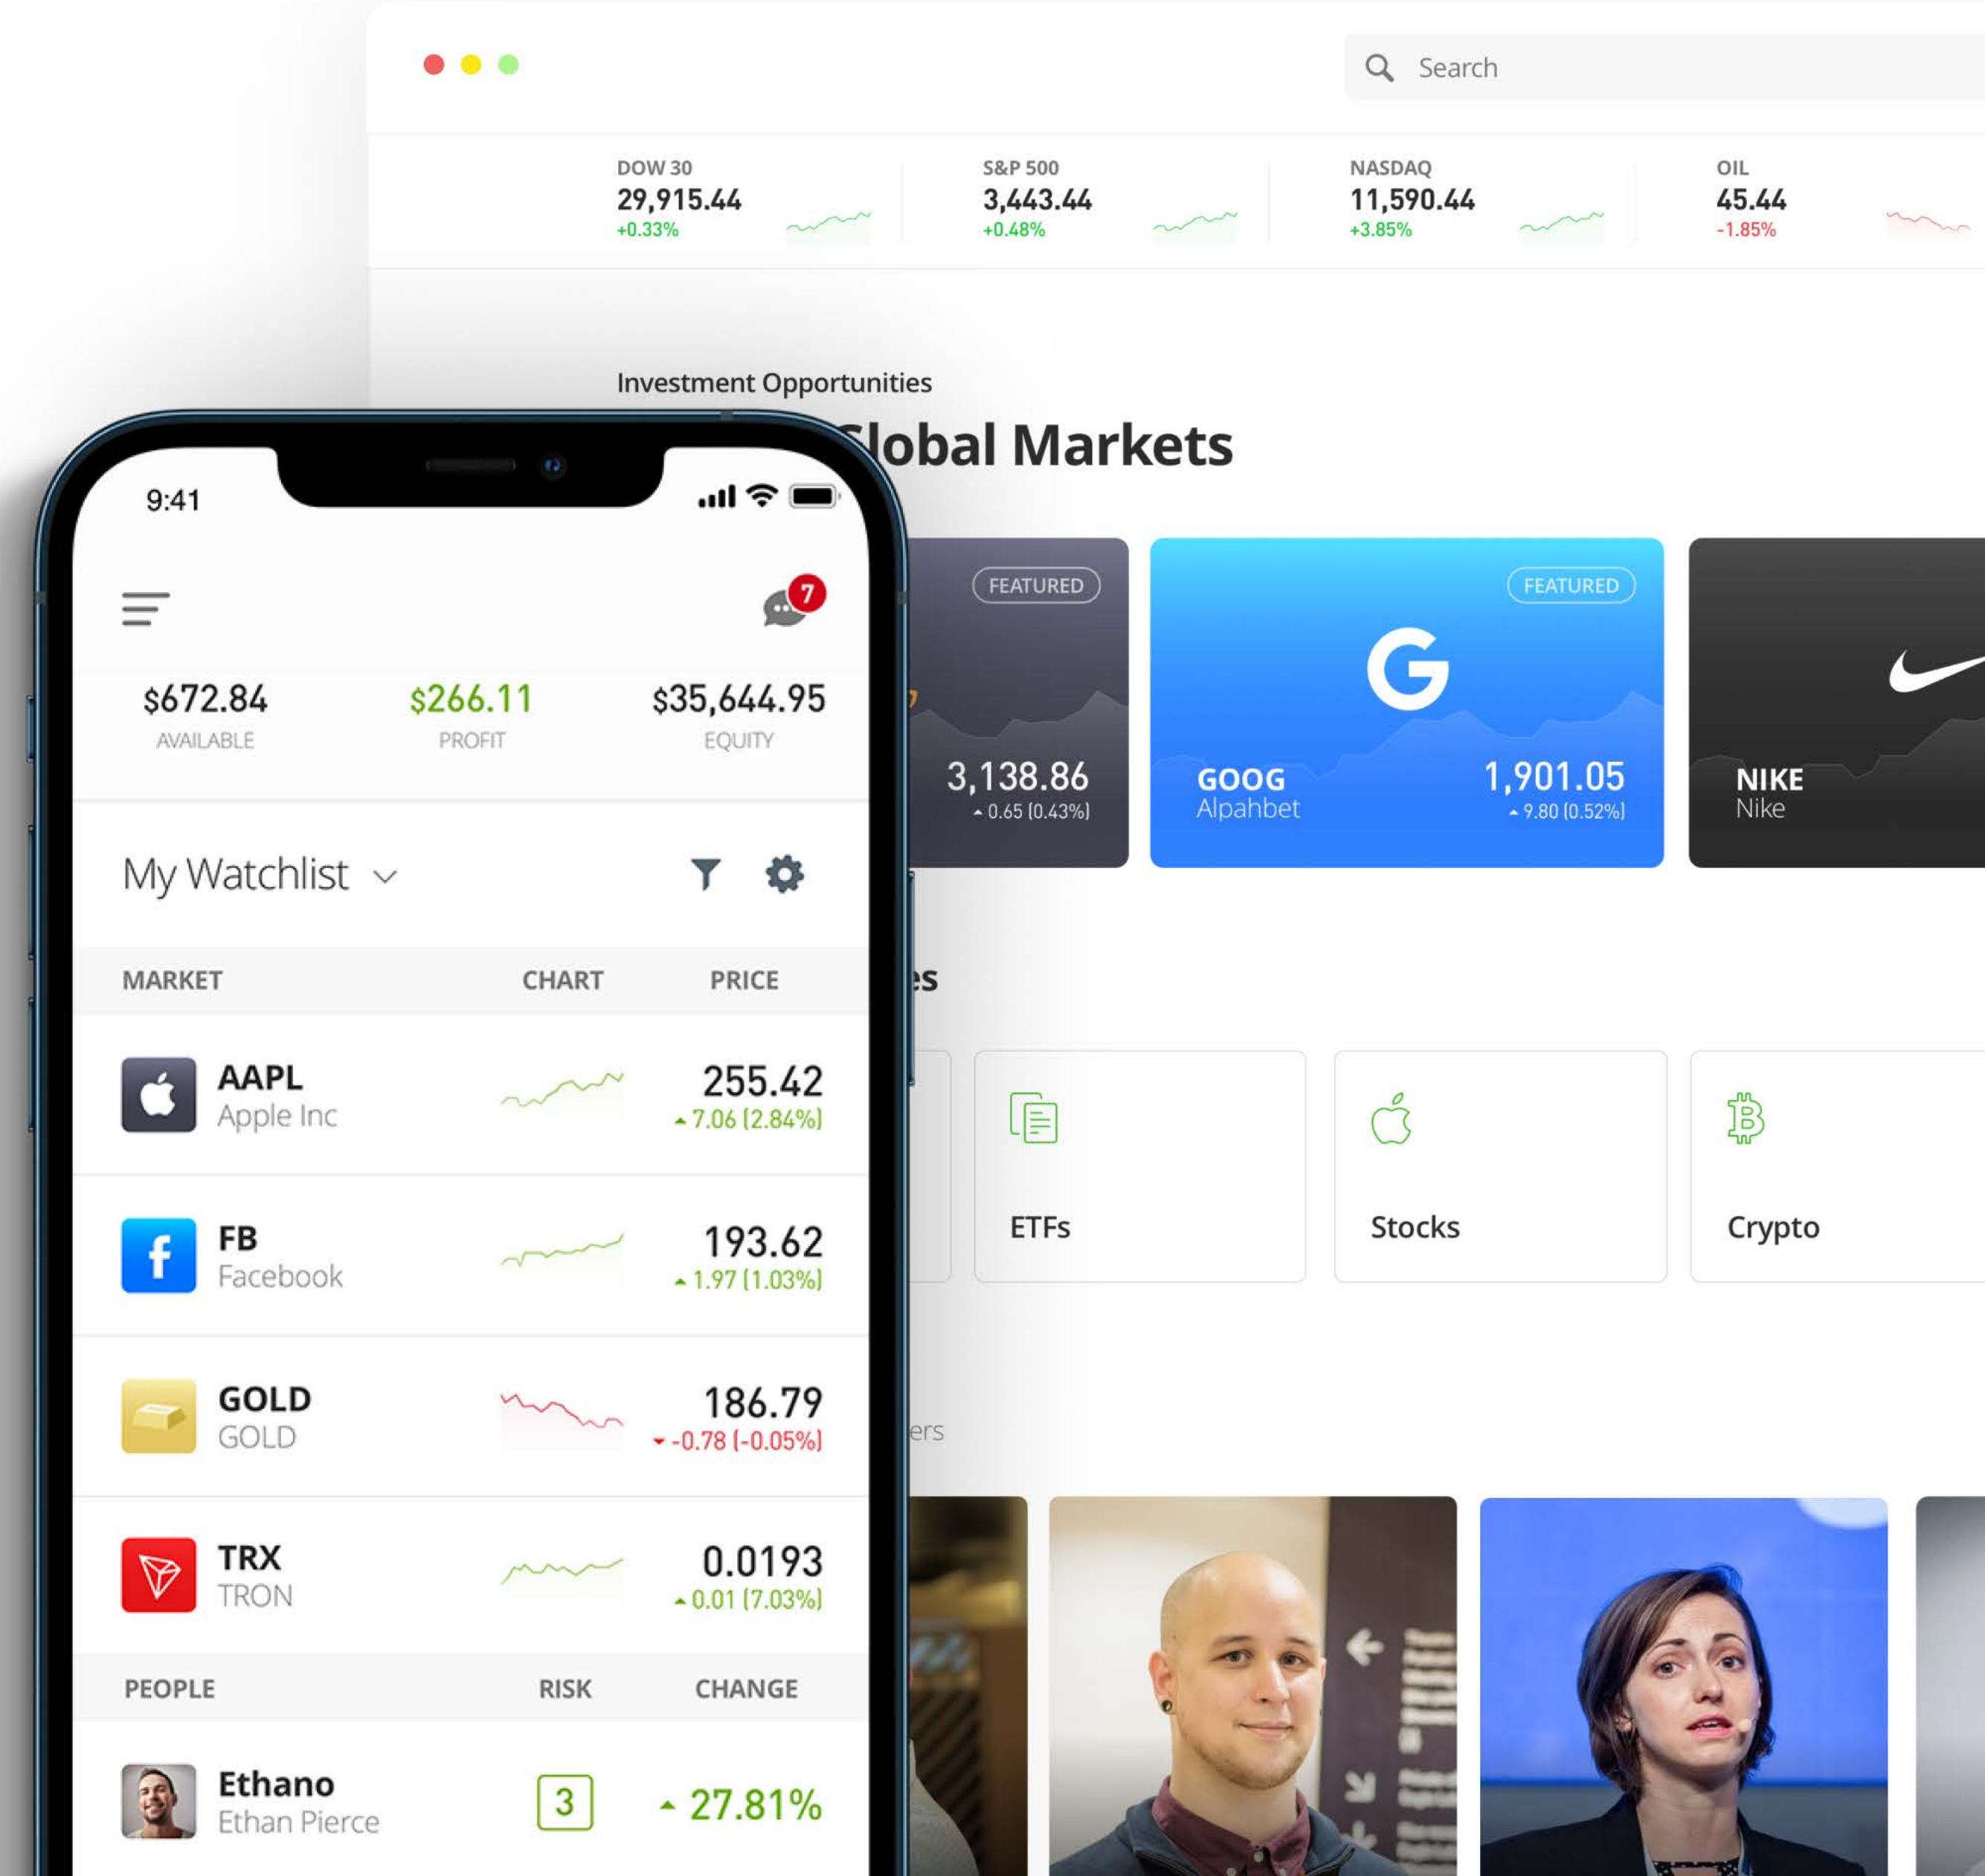 Search
DOW 30
29,915.44
+0.33%
S&P 500
3,443.44
+0.48%
NASDAQ
11,590.44
+3.85%
OIL
45.44
-1.85%
Investment Opportunities
Global Markets
FEATURED
3,138.86
0.65 (0.43%)
FEATURED
G
GOOG
Alpahbet
1,901.05
9.80 (0.52%)
NIKE
Nike
es
ETFs
Stocks
Crypto
ers
9:41
7
$672.84 $266.11 $35,644.95
AVAILABLE PROFIT EQUITY
My Watchlist
MARKET CHART PRICE
AAPL 255.42
Apple Inc 7.06 (2.84%)
FB 193.62
Facebook 1.97 (1.03%)
GOLD 186.79
GOLD -0.78 (-0.05%)
TRX 0.0193
TRON 0.01 (7.03%)
PEOPLE RISK CHANGE
Ethano 3 27.81%
Ethan Pierce